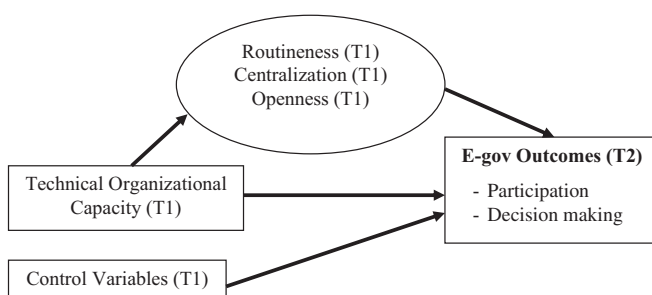 Routineness (T1)
Centralization (T1)
Openness (T1)
E-gov Outcomes (T2)
- Participation
- Decision making
Technical Organizational
Capacity (T1)
Control Variables (T1)